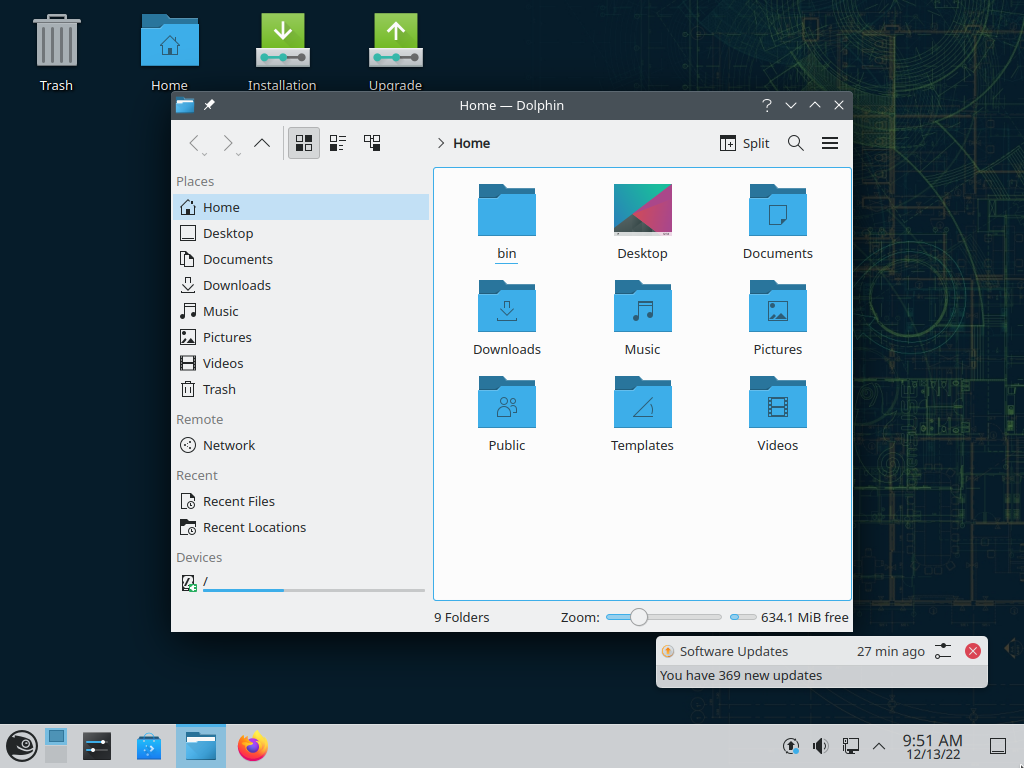 Trash
Home
Installation
Upgrade
Home — Dolphin
Home
Split
Places
Home
Desktop
Documents
Downloads
Music
Pictures
Videos
Trash
Remote
Network
Recent
Recent Files
Recent Locations
Devices
/
bin
Desktop
Documents
Downloads
Music
Pictures
Public
Templates
Videos
9 Folders
Zoom:
634.1 MiB free
Software Updates
27 min ago
You have 369 new updates
9:51 AM
12/13/22